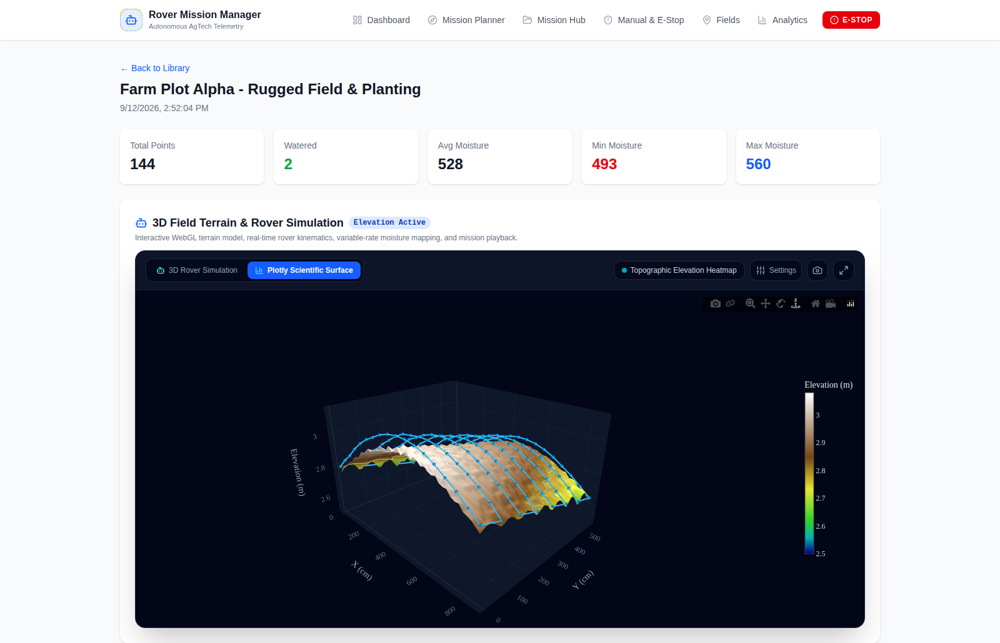 Rover Mission Manager
Autonomous AgTech Telemetry
Dashboard
Mission Planner
Mission Hub
Manual & E-Stop
Fields
Analytics
E-STOP
← Back to Library
Farm Plot Alpha - Rugged Field & Planting
9/12/2026, 2:52:04 PM
Total Points
144
Watered
2
Avg Moisture
528
Min Moisture
493
Max Moisture
560
3D Field Terrain & Rover Simulation
Elevation Active
Interactive WebGL terrain model, real-time rover kinematics, variable-rate moisture mapping, and mission playback.
3D Rover Simulation
Plotly Scientific Surface
Topographic Elevation Heatmap
Settings
Z
Elevation (m)
3
2.9
2.8
2.7
2.6
2.5
Elevation (m)
3
2.8
2.6
0
200
400
600
800
X (cm)
0
100
200
300
400
500
Y (cm)